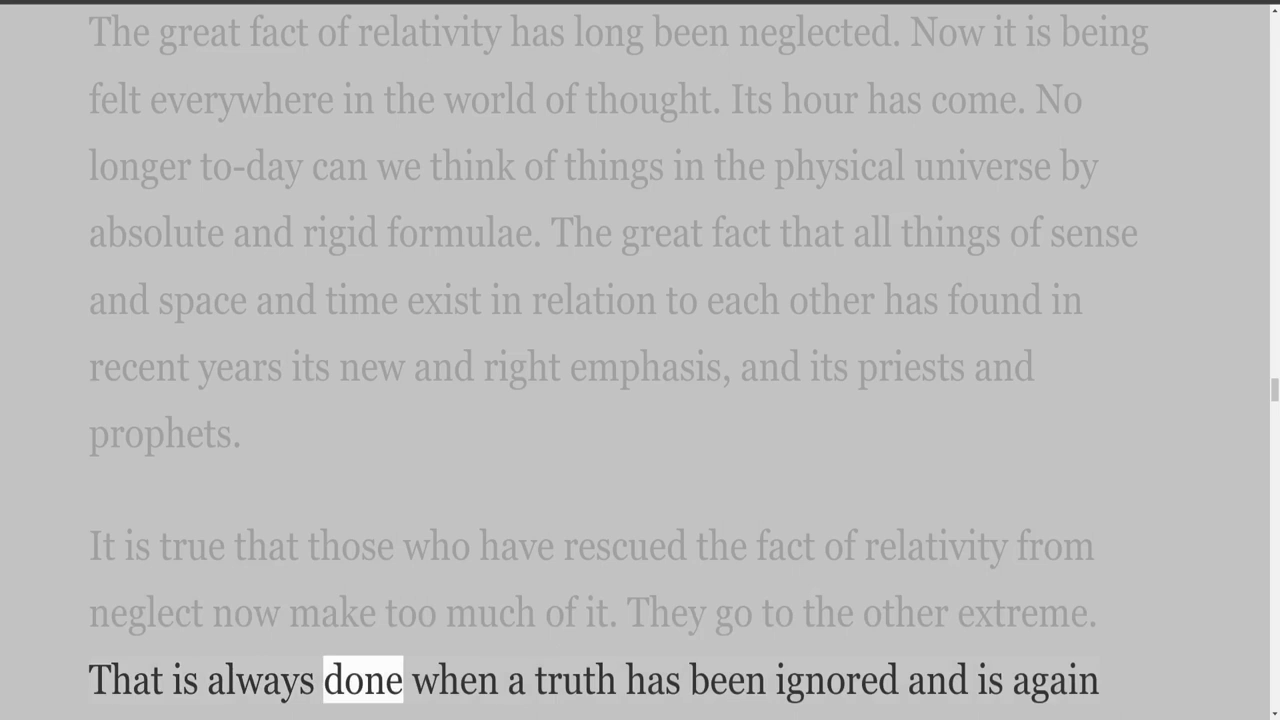 The great fact of relativity has long been neglected. Now it is being
felt everywhere in the world of thought. Its hour has come. No
longer to-day can we think of things in the physical universe by
absolute and rigid formulae. The great fact that all things of sense
and space and time exist in relation to each other has found in
recent years its new and right emphasis, and its priests and
prophets.
It is true that those who have rescued the fact of relativity from
neglect now make too much of it. They go to the other extreme.
That is always done when a truth has been ignored and is again